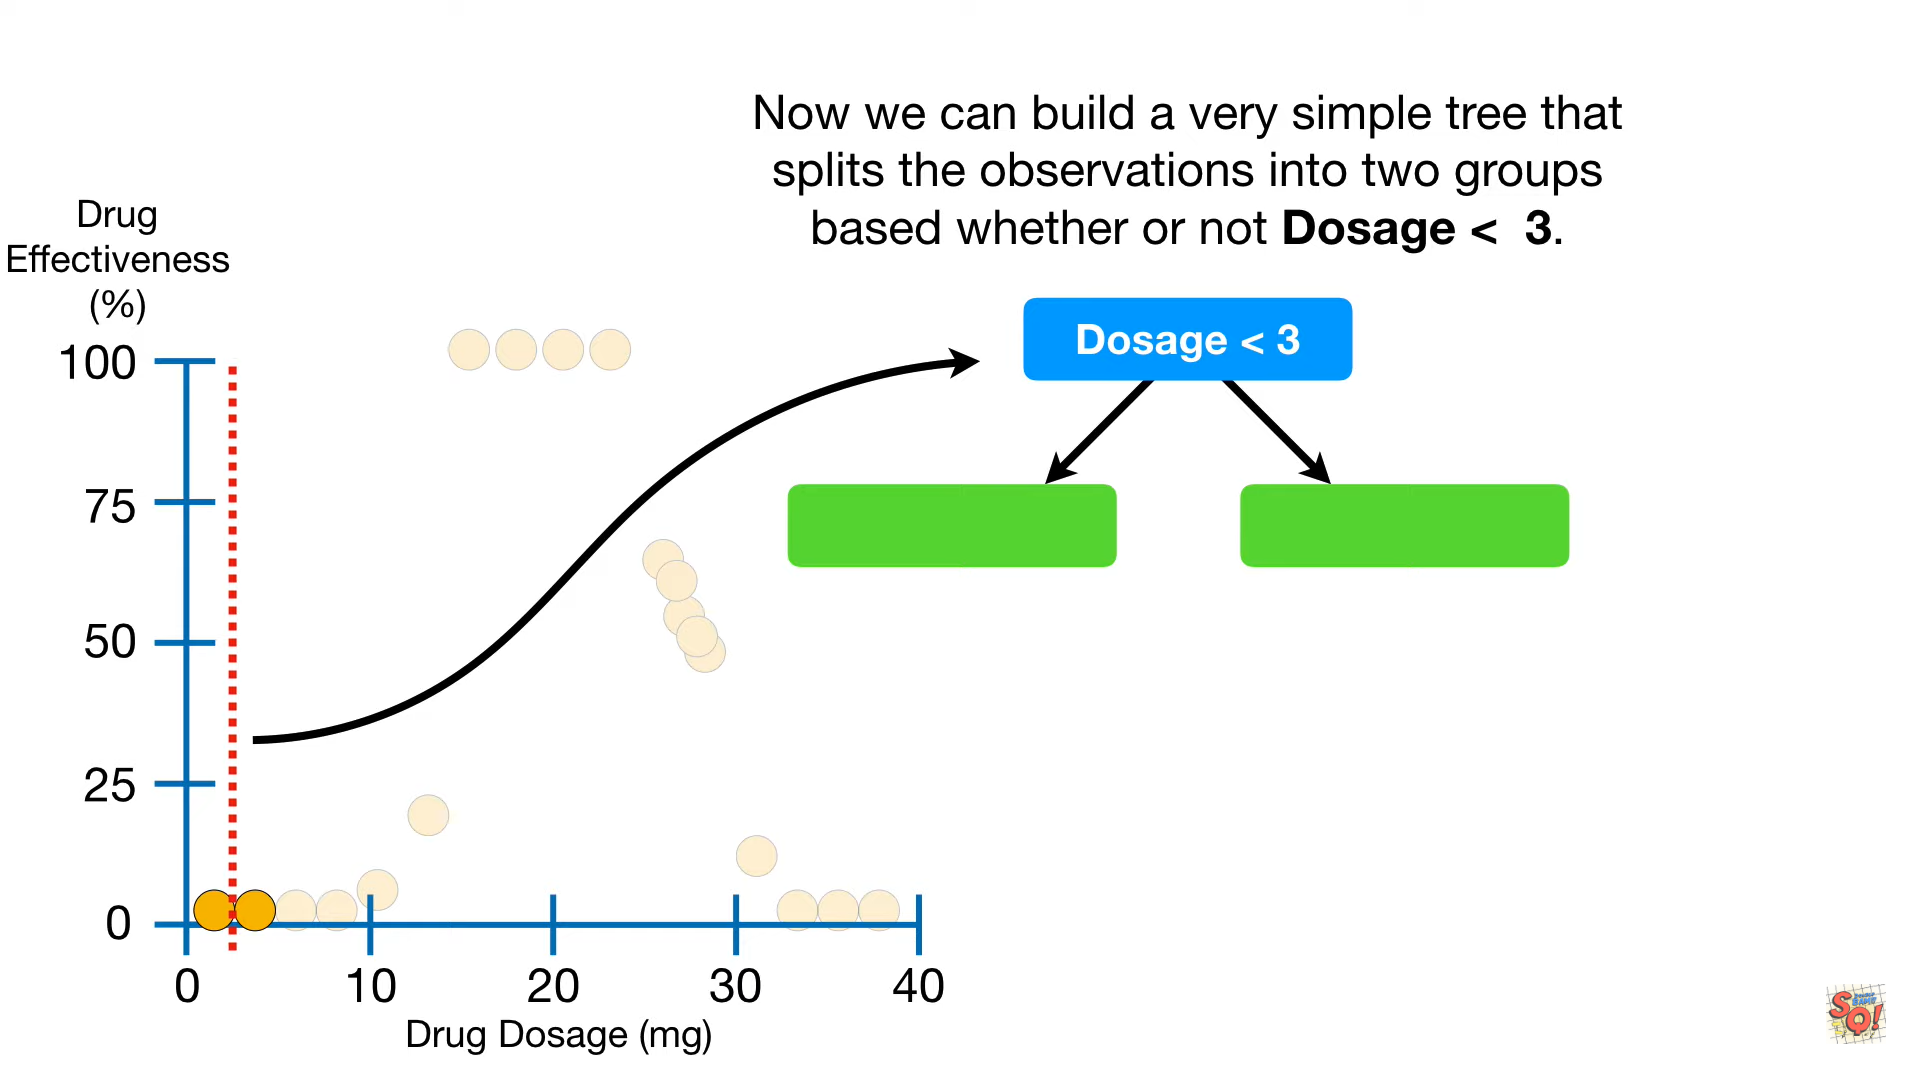 Now we can build a very simple tree that
splits the observations into two groups
based whether or not Dosage < 3.
Drug
Effectiveness
(%)
100
75
50
25
0
0 10 20 30 40
Drug Dosage (mg)
Dosage < 3
SQ!